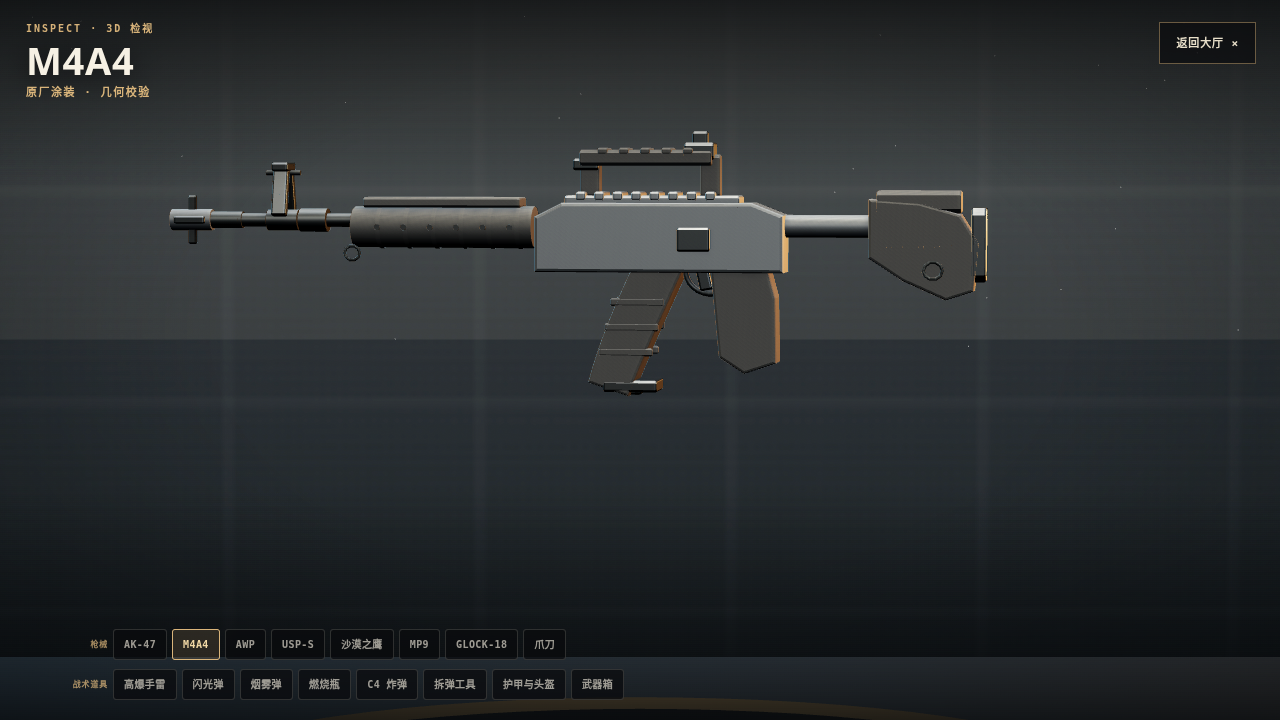 INSPECT · 3D 检视
M4A4
原厂涂装 · 几何校验
返回大厅 ×
枪械 AK-47 M4A4 AWP USP-S 沙漠之鹰 MP9 GLOCK-18 爪刀
战术道具 高爆手雷 闪光弹 烟雾弹 燃烧瓶 C4 炸弹 拆弹工具 护甲与头盔 武器箱